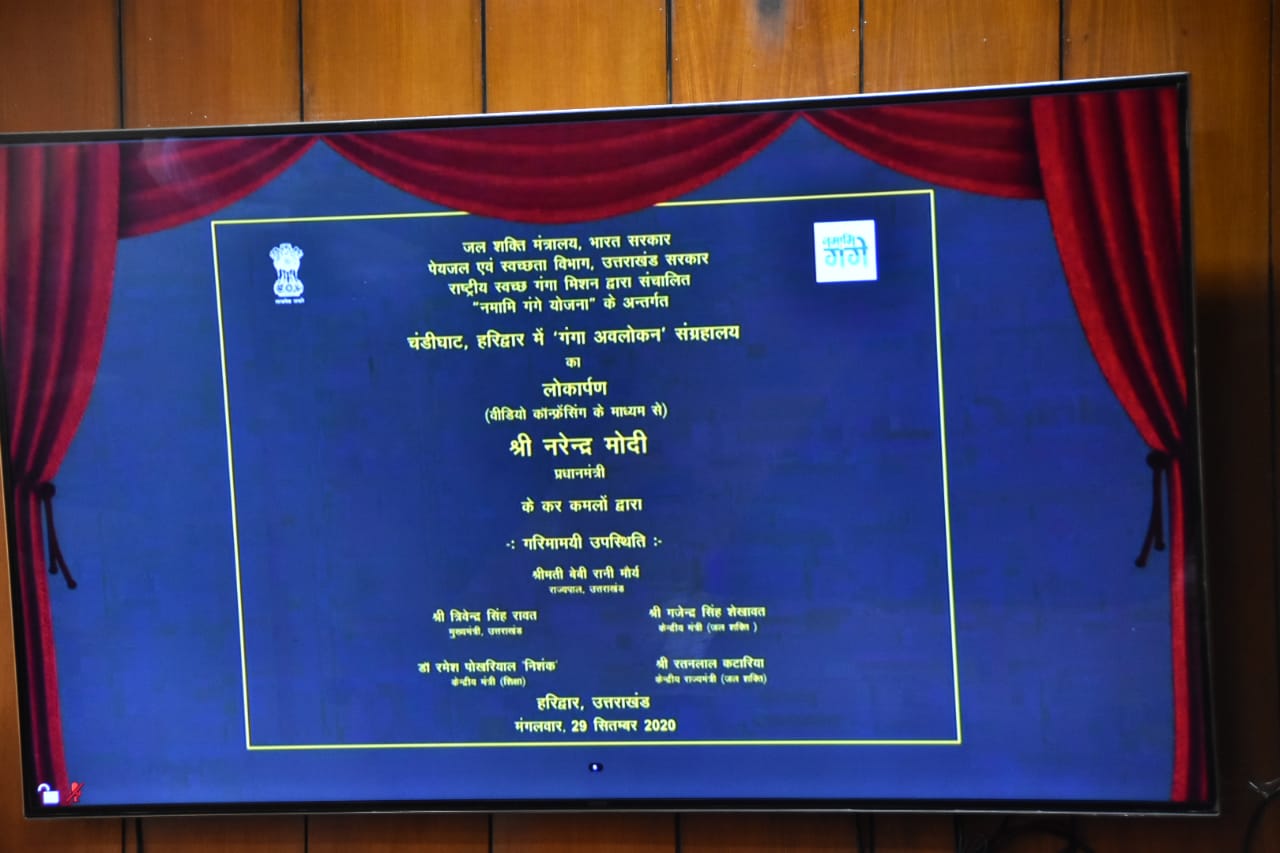 जल शक्ति मंत्रालय, भारत सरकार
पेयजल एवं स्वच्छता विभाग, उत्तराखंड सरकार
राष्ट्रीय स्वच्छ गंगा मिशन द्वारा संचालित
"नमामि गंगे योजना" के अन्तर्गत
नमामि
गंगे
चंडीघाट, हरिद्वार में 'गंगा अवलोकन' संग्रहालय
का
लोकार्पण
(वीडियो कॉन्फ्रेंसिंग के माध्यम से)
श्री नरेन्द्र मोदी
प्रधानमंत्री
के कर कमलों द्वारा
-: गरिमामयी उपस्थिति :-
श्रीमती बेबी रानी मौर्य
राज्यपाल, उत्तराखंड
श्री त्रिवेन्द्र सिंह रावत
मुख्यमंत्री, उत्तराखंड
श्री गजेन्द्र सिंह शेखावत
केन्द्रीय मंत्री (जल शक्ति )
डॉ रमेश पोखरियाल 'निशंक'
केन्द्रीय मंत्री (शिक्षा)
श्री रतनलाल कटारिया
केन्द्रीय राज्यमंत्री (जल शक्ति)
हरिद्वार, उत्तराखंड
मंगलवार, 29 सितम्बर 2020